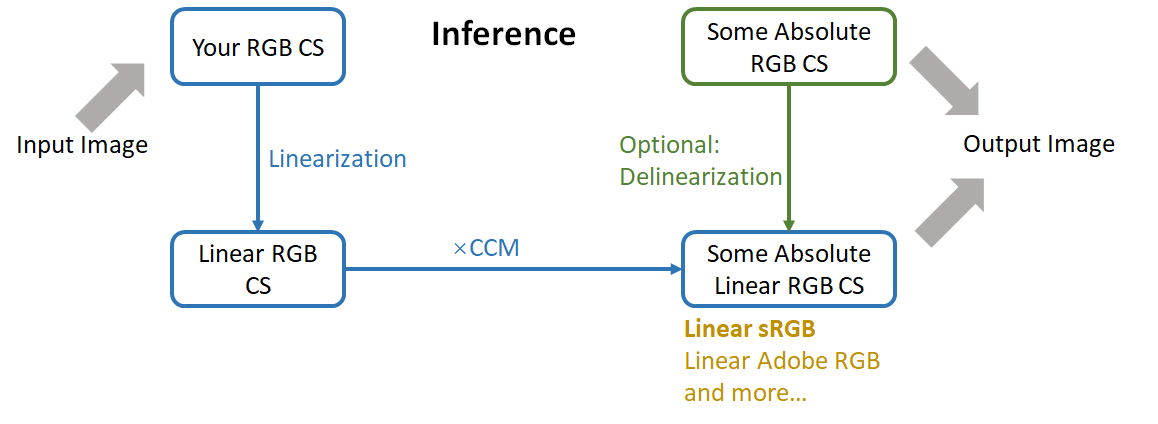 Inference
Your RGB CS
Some Absolute
RGB CS
Input Image
Linearization
Optional:
Delinearization
Output Image
Linear RGB
CS
×CCM
Some Absolute
Linear RGB CS
Linear sRGB
Linear Adobe RGB
and more...